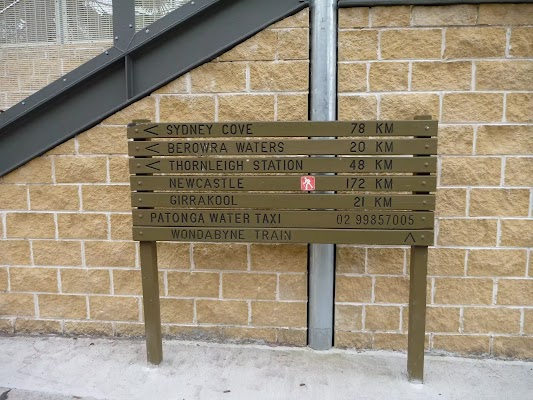 < SYDNEY COVE 78 KM
< BEROWRA WATERS 20 KM
< THORNLEIGH STATION 48 KM
NEWCASTLE 172 KM
GIRRAKOOL 21 KM
PATONGA WATER TAXI 02 99857005
WONDABYNE TRAIN ^